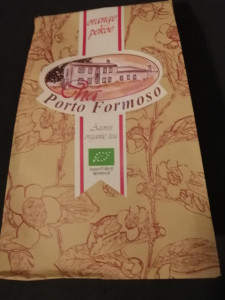 orange
pekoe
Chá
Porto Formoso
Azores
organic tea